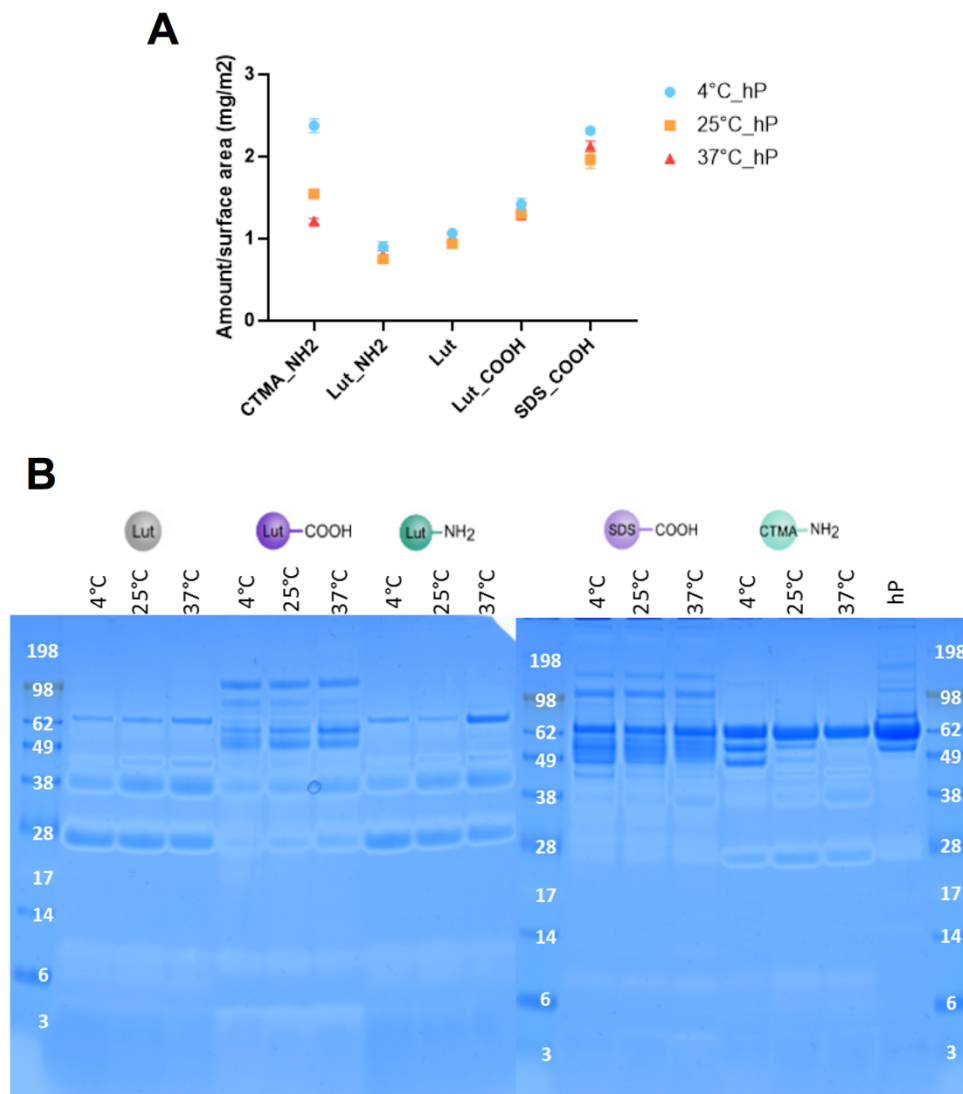 A
Amount/surface area (mg/m2)
3
2
1
0
CTMA_NH2
Lut_NH2
Lut
Lut_COOH
SDS_COOH
4°C_hP
25°C_hP
37°C_hP
B
Lut
Lut COOH
Lut NH2
SDS COOH
CTMA NH2
4°C 25°C 37°C 4°C 25°C 37°C 4°C 25°C 37°C
4°C 25°C 37°C 4°C 25°C 37°C hP
198
98
62
49
38
28
17
14
6
3
198
98
62
49
38
28
17
14
6
3
198
98
62
49
38
28
17
14
6
3